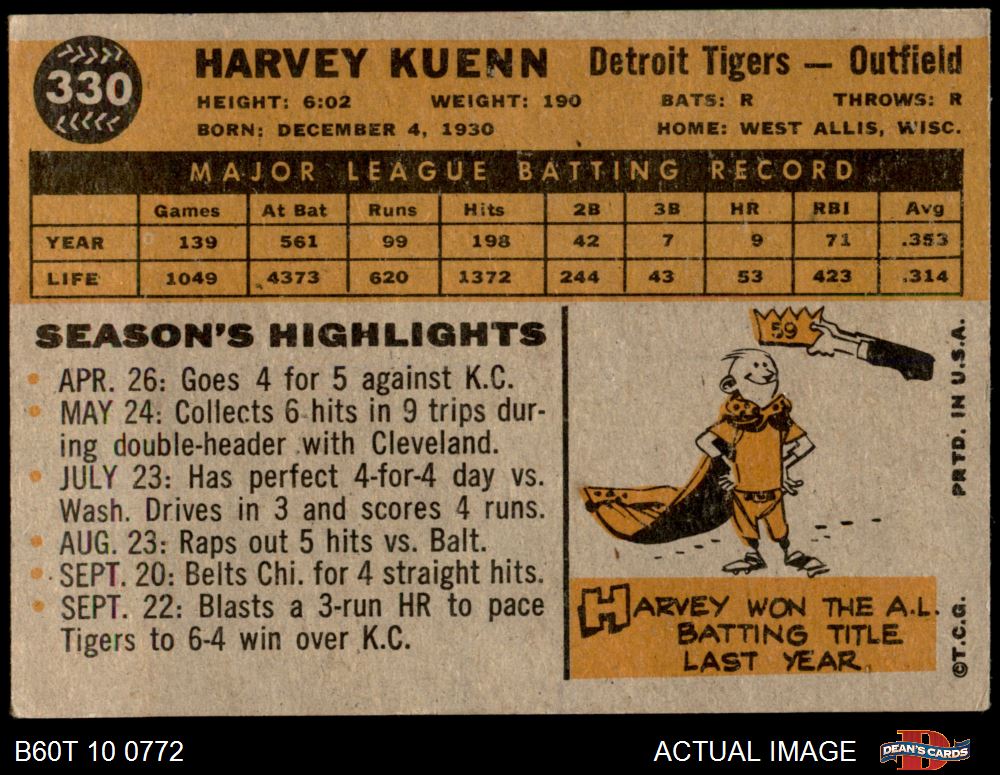 330
HARVEY KUENN Detroit Tigers — Outfield
HEIGHT: 6:02 WEIGHT: 190 BATS: R THROWS: R
BORN: DECEMBER 4, 1930 HOME: WEST ALLIS, WISC.
MAJOR LEAGUE BATTING RECORD
Games At Bat Runs Hits 2B 3B HR RBI Avg
YEAR 139 561 99 198 42 7 9 71 .353
LIFE 1049 4373 620 1372 244 43 53 423 .314
SEASON'S HIGHLIGHTS
• APR. 26: Goes 4 for 5 against K.C.
• MAY 24: Collects 6 hits in 9 trips dur-
ing double-header with Cleveland.
• JULY 23: Has perfect 4-for-4 day vs.
Wash. Drives in 3 and scores 4 runs.
• AUG. 23: Raps out 5 hits vs. Balt.
• SEPT. 20: Belts Chi. for 4 straight hits.
• SEPT. 22: Blasts a 3-run HR to pace
Tigers to 6-4 win over K.C.
59
HARVEY WON THE A.L.
BATTING TITLE
LAST YEAR.
PRTD. IN U.S.A.
©T.C.G.
B60T 10 0772
ACTUAL IMAGE
D
DEAN'S CARDS